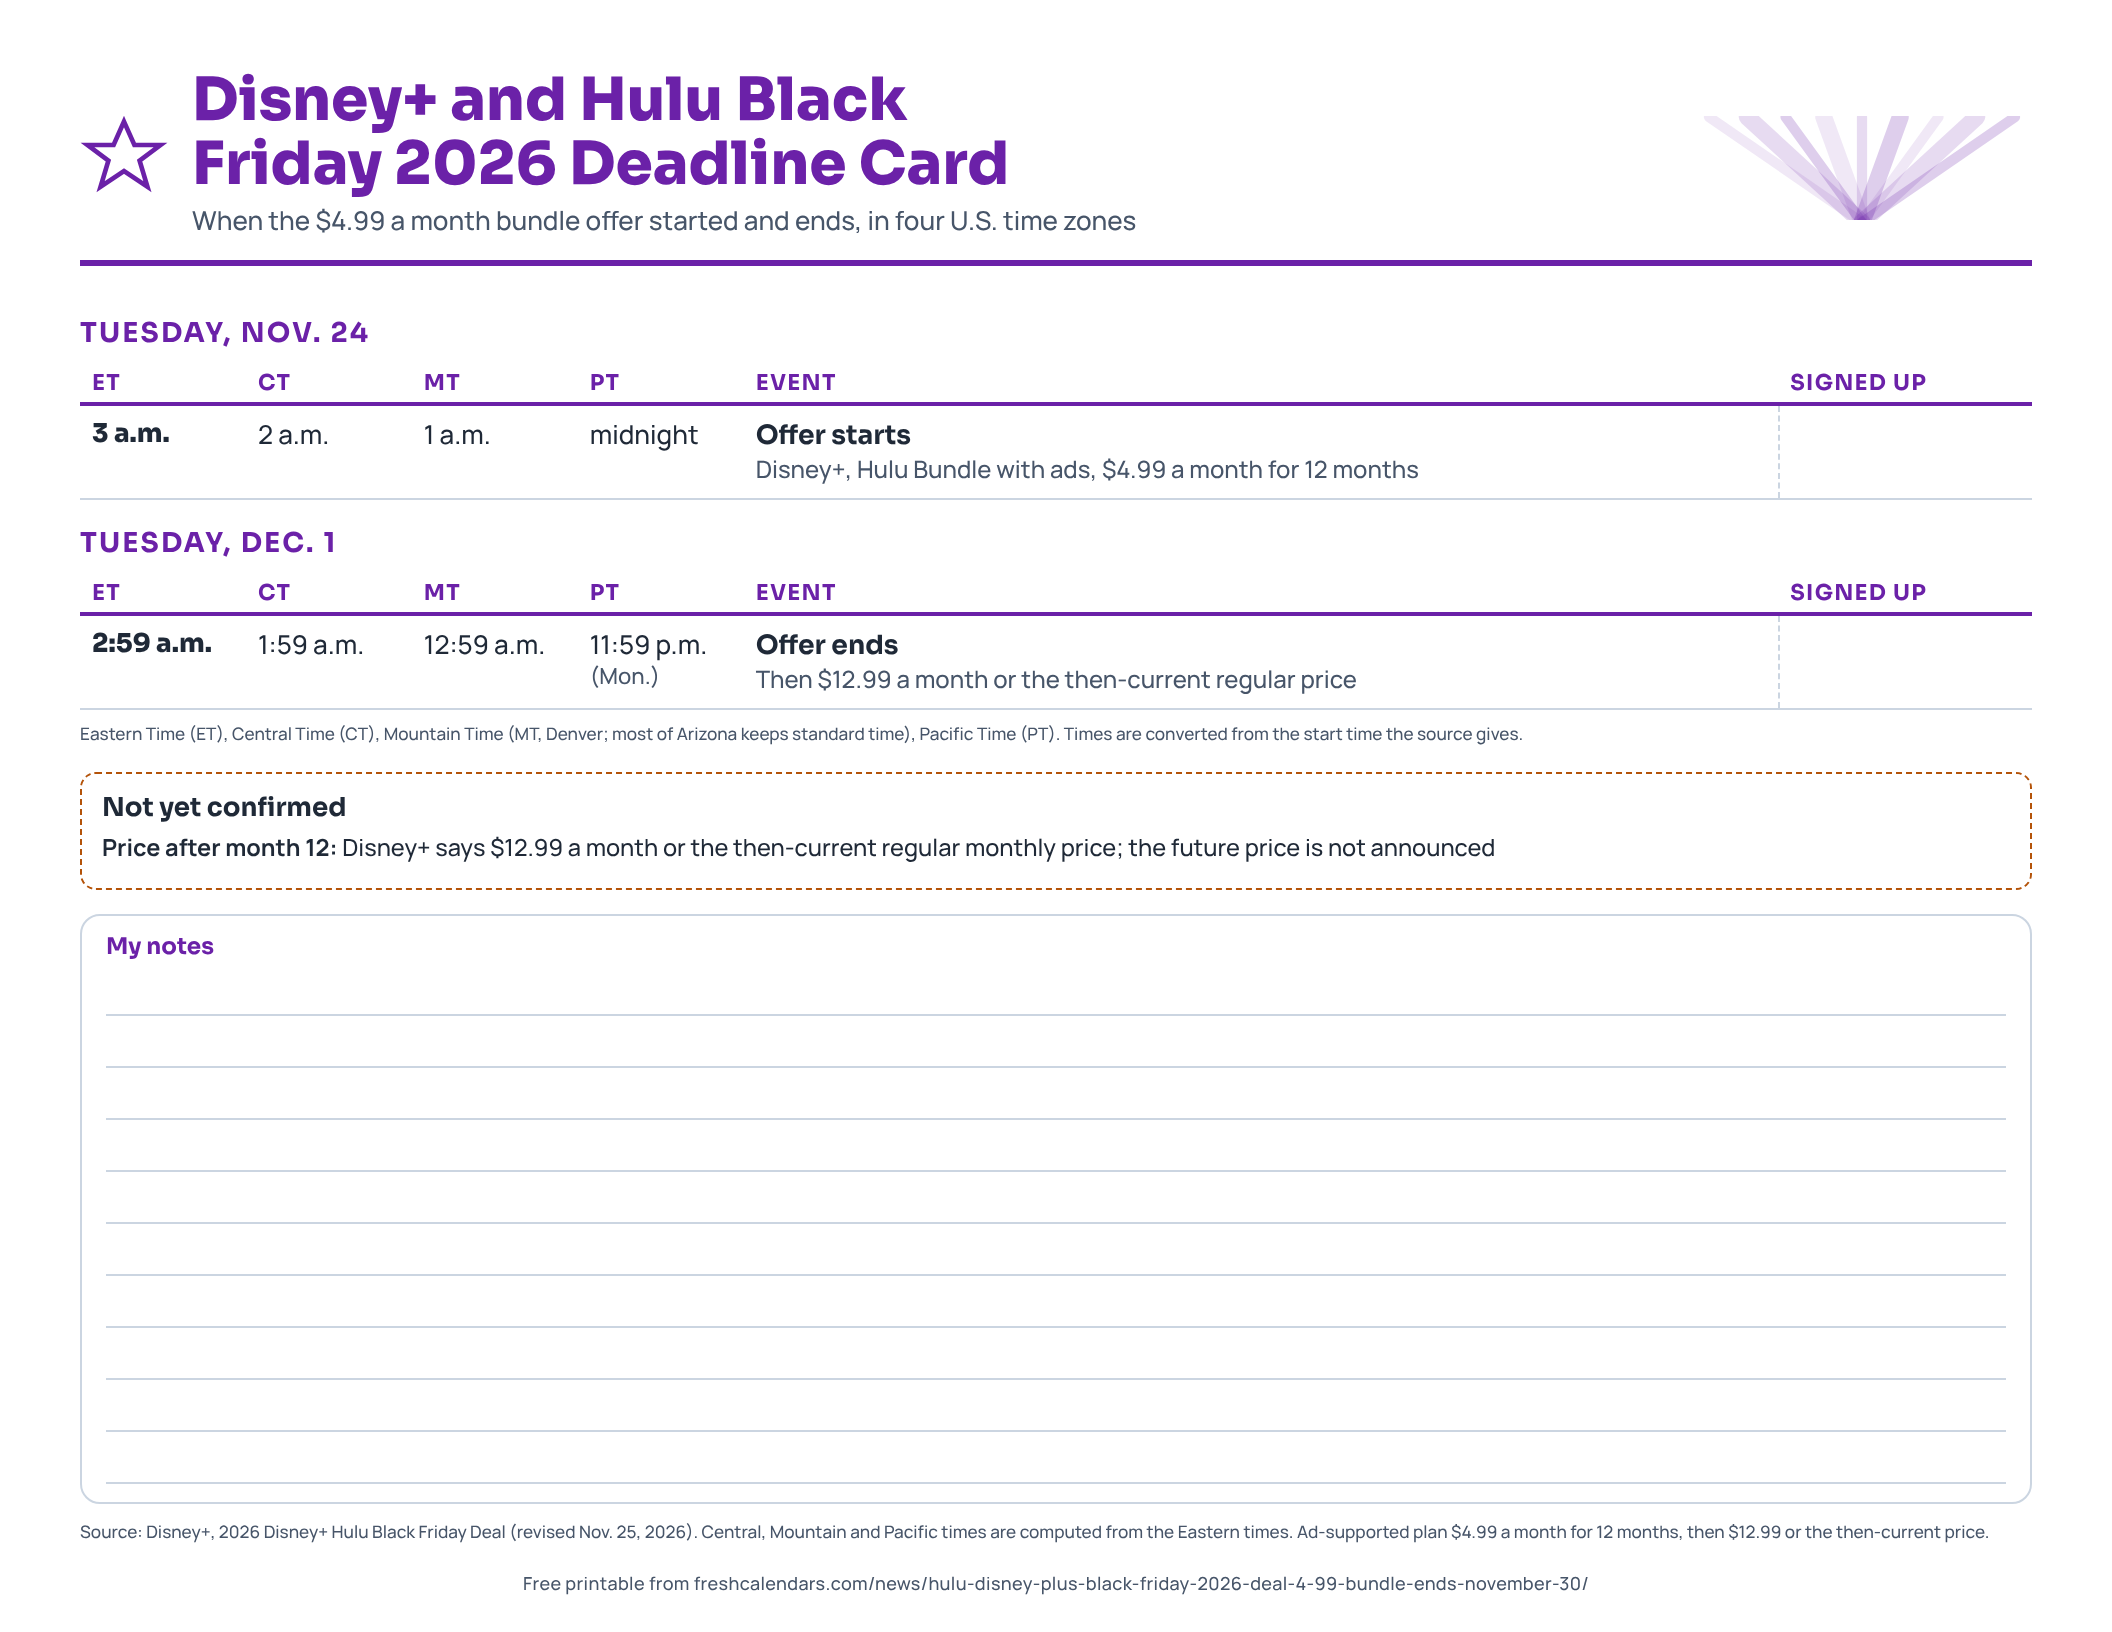 Disney+ and Hulu Black
Friday 2026 Deadline Card
When the $4.99 a month bundle offer started and ends, in four U.S. time zones
TUESDAY, NOV. 24
ET CT MT PT EVENT SIGNED UP
3 a.m. 2 a.m. 1 a.m. midnight Offer starts
Disney+, Hulu Bundle with ads, $4.99 a month for 12 months
TUESDAY, DEC. 1
ET CT MT PT EVENT SIGNED UP
2:59 a.m. 1:59 a.m. 12:59 a.m. 11:59 p.m. Offer ends
(Mon.) Then $12.99 a month or the then-current regular price
Eastern Time (ET), Central Time (CT), Mountain Time (MT, Denver; most of Arizona keeps standard time), Pacific Time (PT). Times are converted from the start time the source gives.
Not yet confirmed
Price after month 12: Disney+ says $12.99 a month or the then-current regular monthly price; the future price is not announced
My notes
Source: Disney+, 2026 Disney+ Hulu Black Friday Deal (revised Nov. 25, 2026). Central, Mountain and Pacific times are computed from the Eastern times. Ad-supported plan $4.99 a month for 12 months, then $12.99 or the then-current price.
Free printable from freshcalendars.com/news/hulu-disney-plus-black-friday-2026-deal-4-99-bundle-ends-november-30/